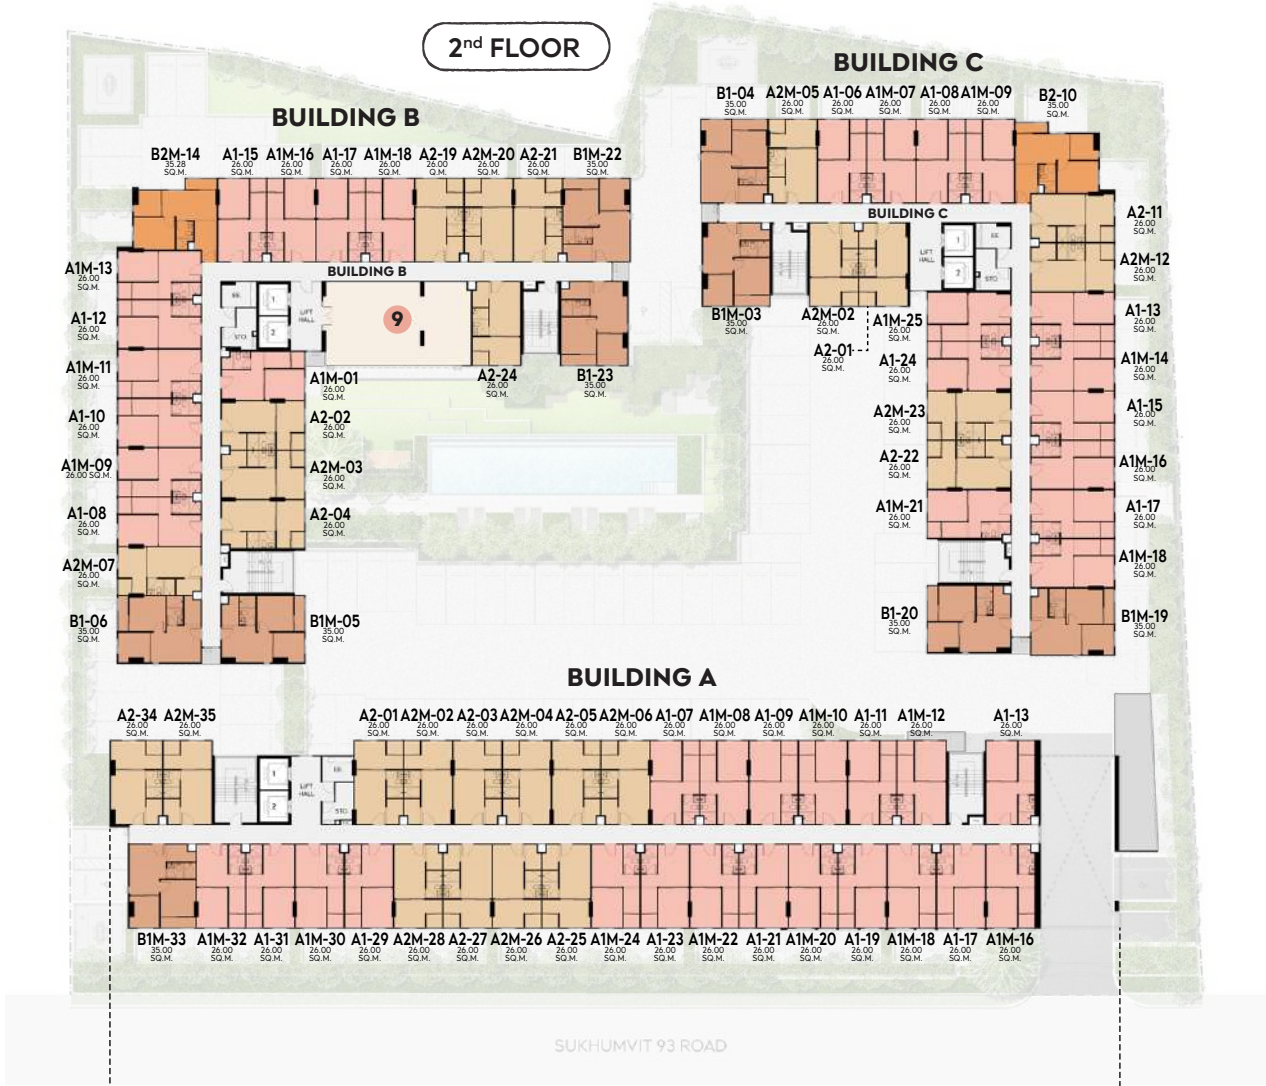 2nd FLOOR
BUILDING C
B1-04
35.00
SQ.M.
A2M-05
26.00
SQ.M.
A1-06
26.00
SQ.M.
A1M-07
26.00
SQ.M.
A1-08
26.00
SQ.M.
A1M-09
26.00
SQ.M.
B2-10
35.00
SQ.M.
BUILDING B
B2M-14
35.28
SQ.M.
A1-15
26.00
SQ.M.
A1M-16
26.00
SQ.M.
A1-17
26.00
SQ.M.
A1M-18
26.00
SQ.M.
A2-19
26.00
Q.M.
A2M-20
26.00
SQ.M.
A2-21
26.00
SQ.M.
B1M-22
35.00
SQ.M.
BUILDING B
A1M-13
26.00
SQ.M.
A1-12
26.00
SQ.M.
A1M-11
26.00
SQ.M.
A1-10
26.00
SQ.M.
A1M-09
26.00 SQ.M.
A1-08
26.00
SQ.M.
A2M-07
26.00
SQ.M.
B1-06
35.00
SQ.M.
EE.
STO.
1
2
LIFT
HALL
9
A1M-01
26.00
SQ.M.
A2-02
26.00
SQ.M.
A2M-03
26.00
SQ.M.
A2-04
26.00
SQ.M.
B1M-05
35.00
SQ.M.
A2-24
26.00
SQ.M.
B1-23
35.00
SQ.M.
BUILDING C
LIFT
HALL
1
2
EE.
STO.
B1M-03
35.00
SQ.M.
A2M-02
26.00
SQ.M.
A2-01
26.00
SQ.M.
A1M-25
26.00
SQ.M.
A1-24
26.00
SQ.M.
A2M-23
26.00
SQ.M.
A2-22
26.00
SQ.M.
A1M-21
26.00
SQ.M.
B1-20
35.00
SQ.M.
A2-11
26.00
SQ.M.
A2M-12
26.00
SQ.M.
A1-13
26.00
SQ.M.
A1M-14
26.00
SQ.M.
A1-15
26.00
SQ.M.
A1M-16
26.00
SQ.M.
A1-17
26.00
SQ.M.
A1M-18
26.00
SQ.M.
B1M-19
35.00
SQ.M.
BUILDING A
A2-34
26.00
SQ.M.
A2M-35
26.00
SQ.M.
A2-01
26.00
SQ.M.
A2M-02
26.00
SQ.M.
A2-03
26.00
SQ.M.
A2M-04
26.00
SQ.M.
A2-05
26.00
SQ.M.
A2M-06
26.00
SQ.M.
A1-07
26.00
SQ.M.
A1M-08
26.00
SQ.M.
A1-09
26.00
SQ.M.
A1M-10
26.00
SQ.M.
A1-11
26.00
SQ.M.
A1M-12
26.00
SQ.M.
A1-13
26.00
SQ.M.
1
2
LIFT
HALL
EE.
STO.
B1M-33
35.00
SQ.M.
A1M-32
26.00
SQ.M.
A1-31
26.00
SQ.M.
A1M-30
26.00
SQ.M.
A1-29
26.00
SQ.M.
A2M-28
26.00
SQ.M.
A2-27
26.00
SQ.M.
A2M-26
26.00
SQ.M.
A2-25
26.00
SQ.M.
A1M-24
26.00
SQ.M.
A1-23
26.00
SQ.M.
A1M-22
26.00
SQ.M.
A1-21
26.00
SQ.M.
A1M-20
26.00
SQ.M.
A1-19
26.00
SQ.M.
A1M-18
26.00
SQ.M.
A1-17
26.00
SQ.M.
A1M-16
26.00
SQ.M.
SUKHUMVIT 93 ROAD